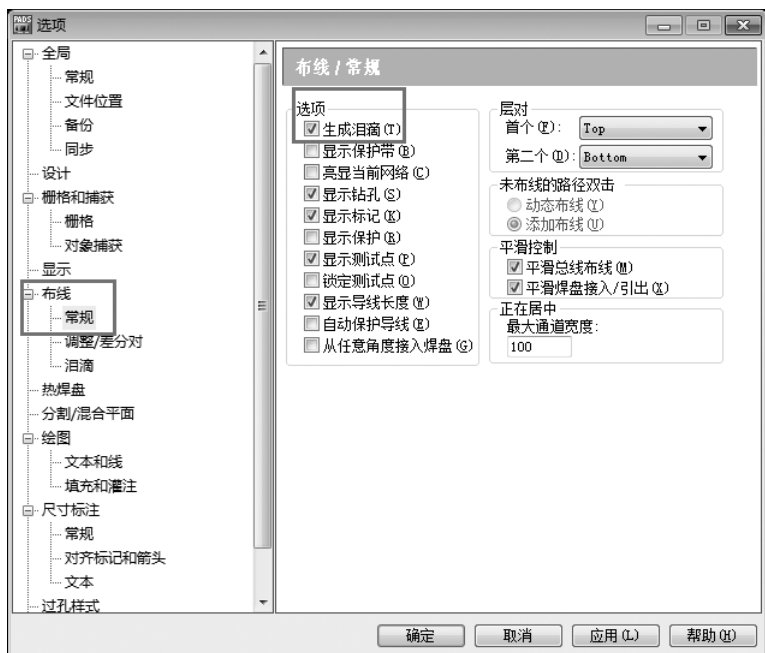 PADS
选项
全局
常规
文件位置
备份
同步
设计
栅格和捕获
栅格
对象捕获
显示
布线
常规
调整/差分对
泪滴
热焊盘
分割/混合平面
绘图
文本和线
填充和灌注
尺寸标注
常规
对齐标记和箭头
文本
过孔样式
布线 / 常规
选项
生成泪滴(T)
显示保护带(B)
亮显当前网络(C)
显示钻孔(S)
显示标记(K)
显示保护(R)
显示测试点(P)
锁定测试点(O)
显示导线长度(W)
自动保护导线(E)
从任意角度接入焊盘(G)
层对
首个(F): Top
第二个(D): Bottom
未布线的路径双击
动态布线(Y)
添加布线(U)
平滑控制
平滑总线布线(M)
平滑焊盘接入/引出(X)
正在居中
最大通道宽度:
100
确定 取消 应用(L) 帮助(H)